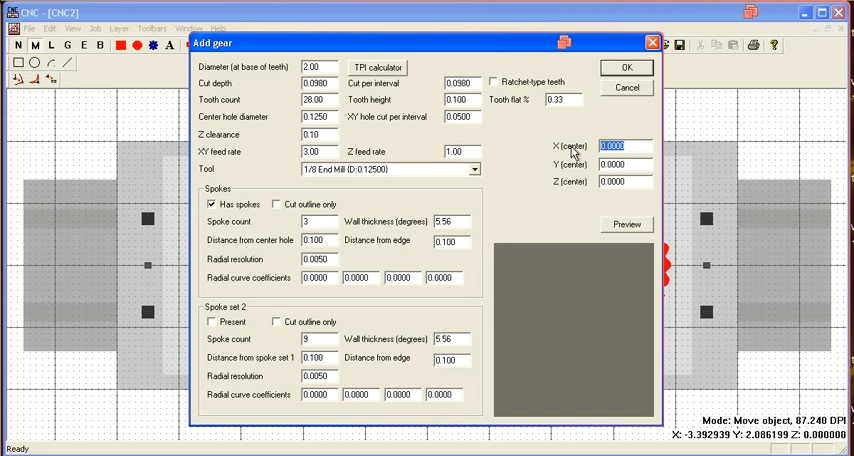 CNC - [CNC2]
File Edit View Job Layer Toolbars Window
N M L G E B A
Add gear
Diameter (at base of teeth) 2.00 TPI calculator
Cut depth 0.0980 Cut per interval 0.0980 Ratchet-type teeth
Tooth count 28.00 Tooth height 0.100 Tooth flat % 0.33
Center hole diameter 0.1250 XY hole cut per interval 0.0500
Z clearance 0.10
XY feed rate 3.00 Z feed rate 1.00
Tool 1/8 End Mill {D:0.12500}
OK
Cancel
X (center) 0.0000
Y (center) 0.0000
Z (center) 0.0000
Preview
Spokes
Has spokes Cut outline only
Spoke count 3 Wall thickness (degrees) 5.56
Distance from center hole 0.100 Distance from edge 0.100
Radial resolution 0.0050
Radial curve coefficients 0.0000 0.0000 0.0000 0.0000
Spoke set 2
Present Cut outline only
Spoke count 9 Wall thickness (degrees) 5.56
Distance from spoke set 1 0.100 Distance from edge 0.100
Radial resolution 0.0050
Radial curve coefficients 0.0000 0.0000 0.0000 0.0000
Mode: Move object, 87.240 DPI
X: -3.392939 Y: 2.086199 Z: 0.000000
Ready